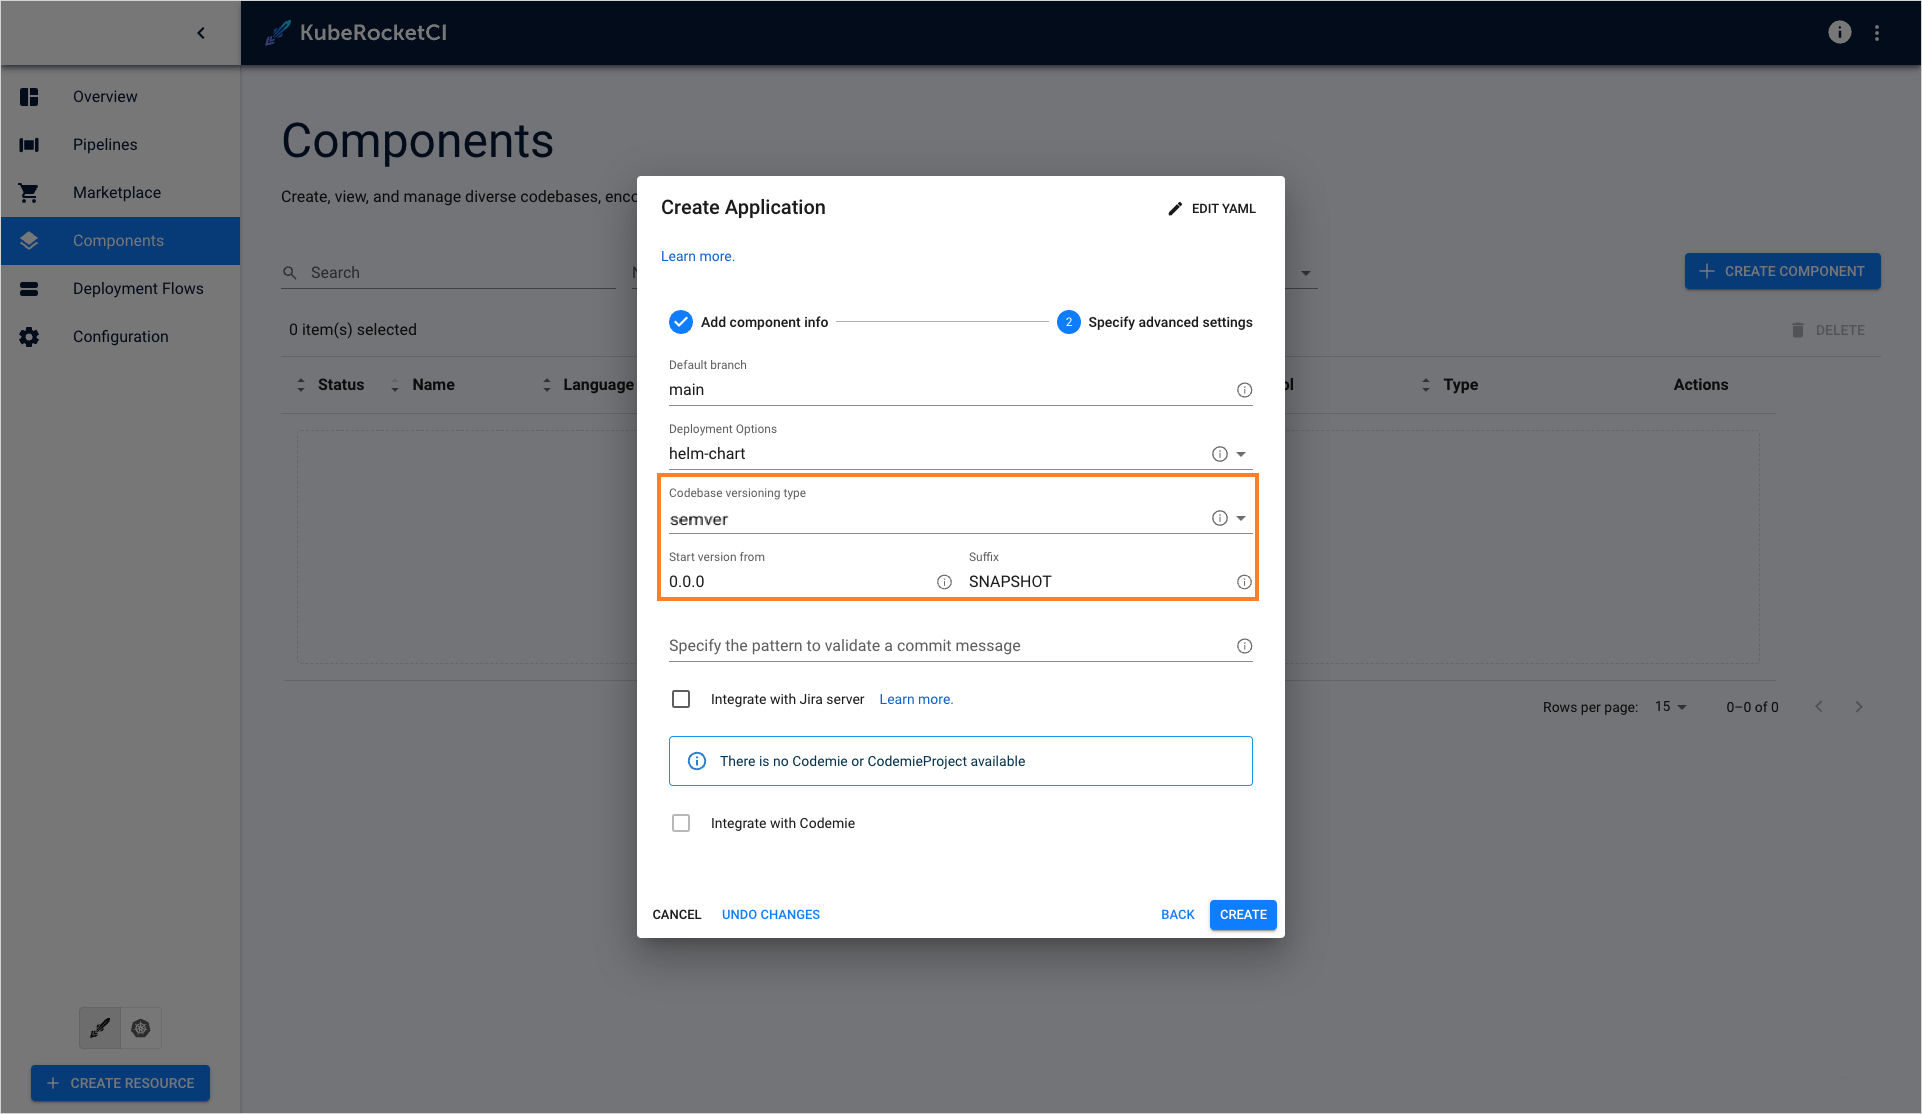 KubeRocketCI
Overview
Pipelines
Marketplace
Components
Deployment Flows
Configuration
CREATE RESOURCE
Components
Create, view, and manage diverse codebases, enco
Search
CREATE COMPONENT
0 item(s) selected
DELETE
Status Name Language Type Actions
Rows per page: 15 0–0 of 0
Create Application
EDIT YAML
Learn more.
Add component info
2 Specify advanced settings
Default branch
main
Deployment Options
helm-chart
Codebase versioning type
semver
Start version from
0.0.0
Suffix
SNAPSHOT
Specify the pattern to validate a commit message
Integrate with Jira server Learn more.
There is no Codemie or CodemieProject available
Integrate with Codemie
CANCEL UNDO CHANGES BACK CREATE